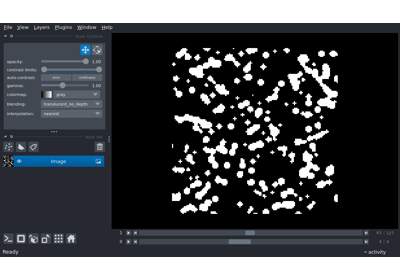 File View Layers Plugins Window Help
opacity: 1.00
contrast limits:
auto-contrast: once continuous
gamma: 1.00
colormap: gray
blending: translucent_no_depth
interpolation: nearest
Image
1
0
Ready
activity